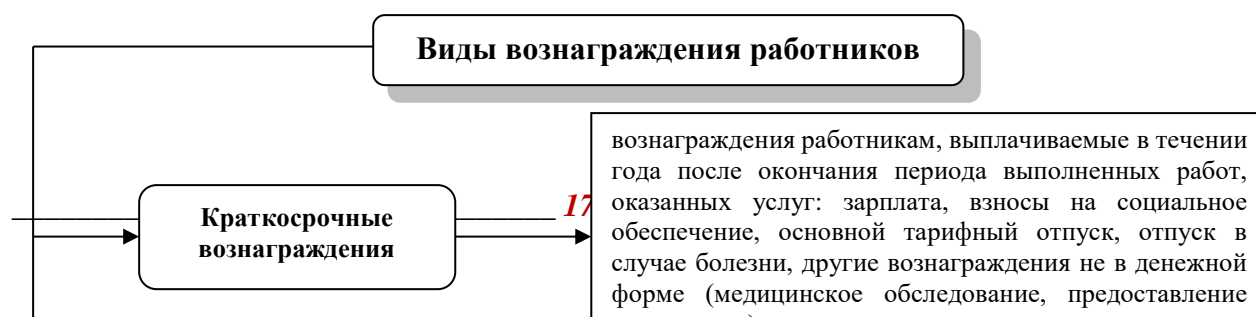 Виды вознаграждения работников
Краткосрочные
вознаграждения
17
вознаграждения работникам, выплачиваемые в течении
года после окончания периода выполненных работ,
оказанных услуг: зарплата, взносы на социальное
обеспечение, основной тарифный отпуск, отпуск в
случае болезни, другие вознаграждения не в денежной
форме (медицинское обследование, предоставление